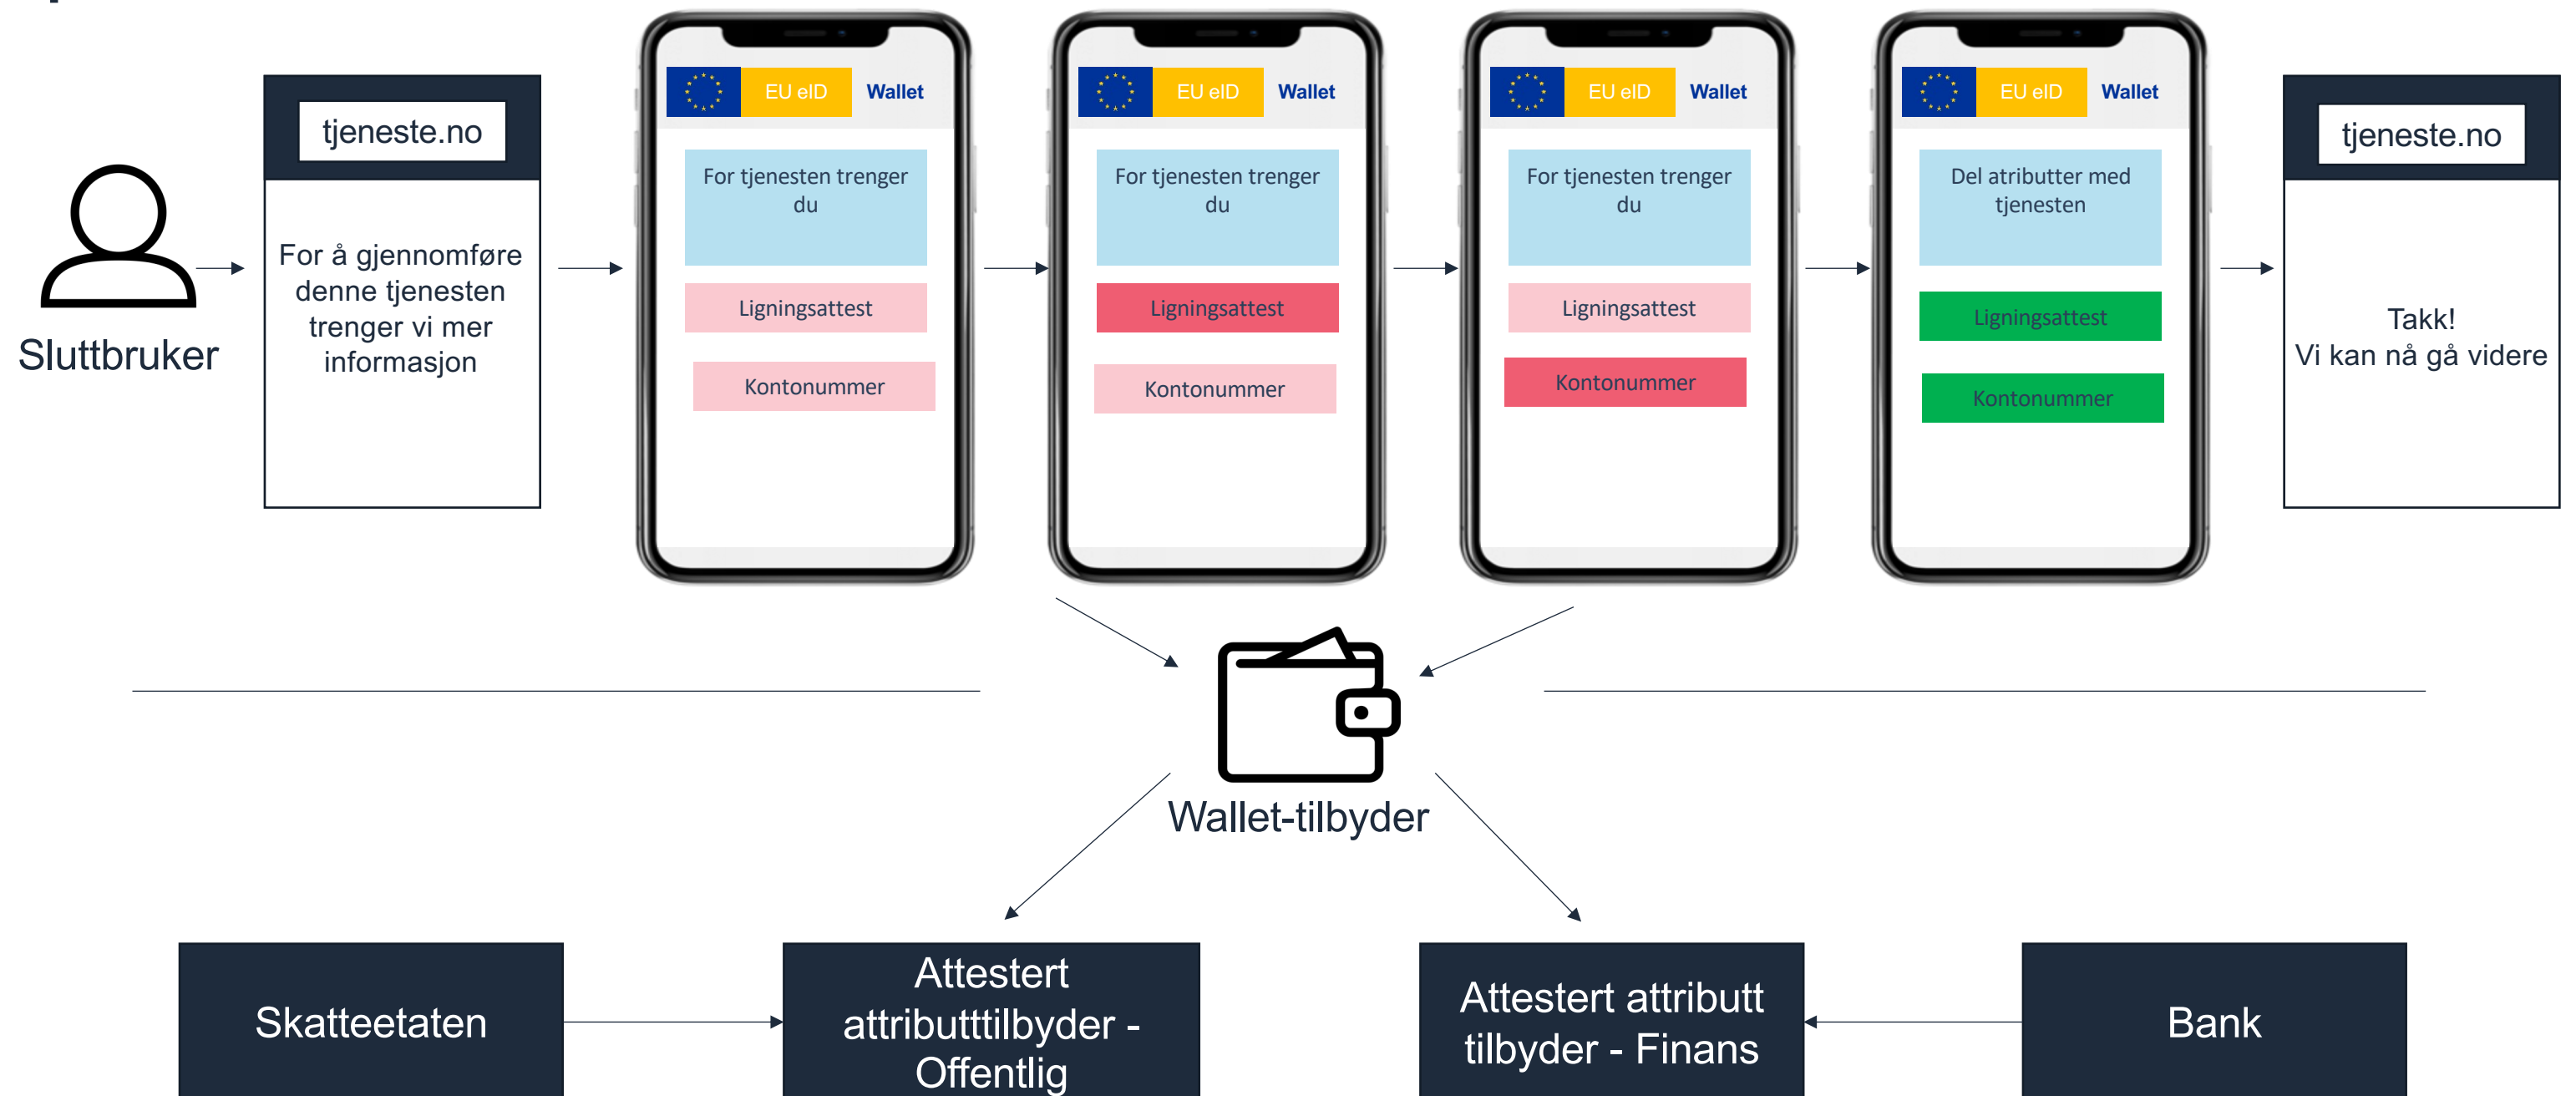 Sluttbruker
tjeneste.no
For å gjennomføre
denne tjenesten
trenger vi mer
informasjon
EU eID Wallet
For tjenesten trenger
du
Ligningsattest
Kontonummer
EU eID Wallet
For tjenesten trenger
du
Ligningsattest
Kontonummer
EU eID Wallet
For tjenesten trenger
du
Ligningsattest
Kontonummer
EU eID Wallet
Del atributter med
tjenesten
Ligningsattest
Kontonummer
tjeneste.no
Takk!
Vi kan nå gå videre
Wallet-tilbyder
Skatteetaten
Attestert
attributttilbyder -
Offentlig
Attestert attributt
tilbyder - Finans
Bank